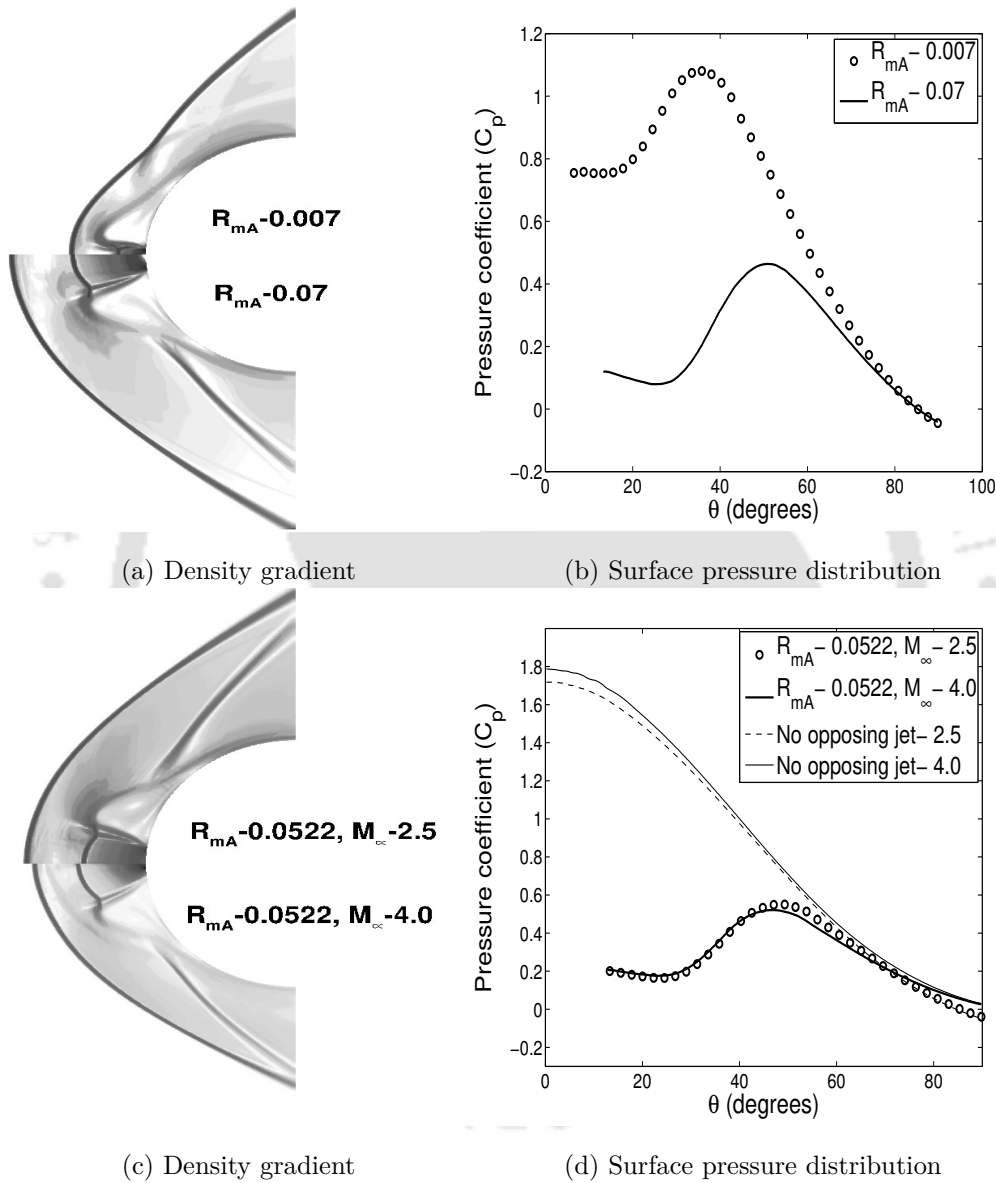 R_mA-0.007
R_mA-0.07
(a) Density gradient
1.2
1
0.8
0.6
0.4
0.2
0
−0.2
0
20
40
60
80
100
Pressure coefficient (C_p)
θ (degrees)
R_mA− 0.007
R_mA− 0.07
(b) Surface pressure distribution
R_mA-0.0522, M_∞-2.5
R_mA-0.0522, M_∞-4.0
(c) Density gradient
1.8
1.6
1.4
1.2
1
0.8
0.6
0.4
0.2
0
−0.2
0
20
40
60
80
Pressure coefficient (C_p)
θ (degrees)
R_mA− 0.0522, M_∞− 2.5
R_mA− 0.0522, M_∞− 4.0
No opposing jet− 2.5
No opposing jet− 4.0
(d) Surface pressure distribution